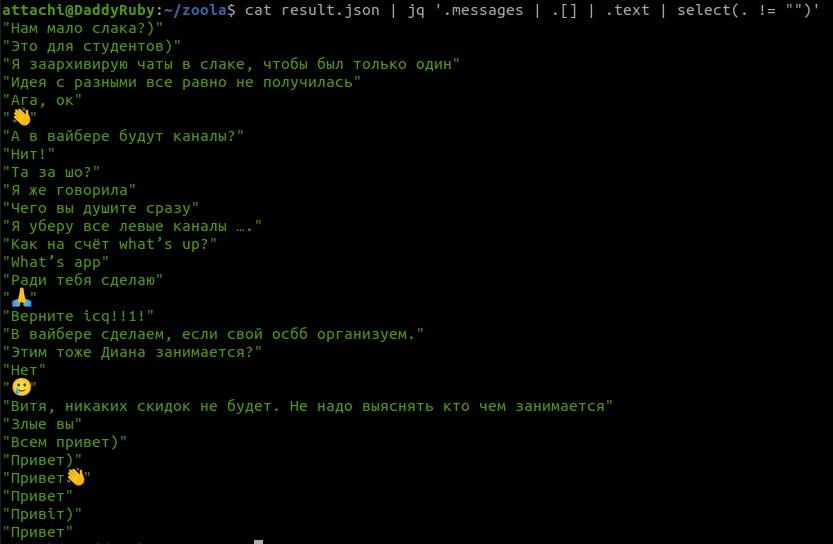 attachi@DaddyRuby:~/zoola$ cat result.json | jq '.messages | .[] | .text | select(. != "")'
"Нам мало слака?)"
"Это для студентов)"
"Я заархивирую чаты в слаке, чтобы был только один"
"Идея с разными все равно не получилась"
"Ага, ок"
"👋"
"А в вайбере будут каналы?"
"Нит!"
"Та за шо?"
"Я же говорила"
"Чего вы душите сразу"
"Я уберу все левые каналы …."
"Как на счёт what’s up?"
"What’s app"
"Ради тебя сделаю"
"🙏"
"Верните icq!!1!"
"В вайбере сделаем, если свой осбб организуем."
"Этим тоже Диана занимается?"
"Нет"
"🥲"
"Витя, никаких скидок не будет. Не надо выяснять кто чем занимается"
"Злые вы"
"Всем привет)"
"Привет)"
"Привет👋"
"Привет"
"Привіт)"
"Привет"